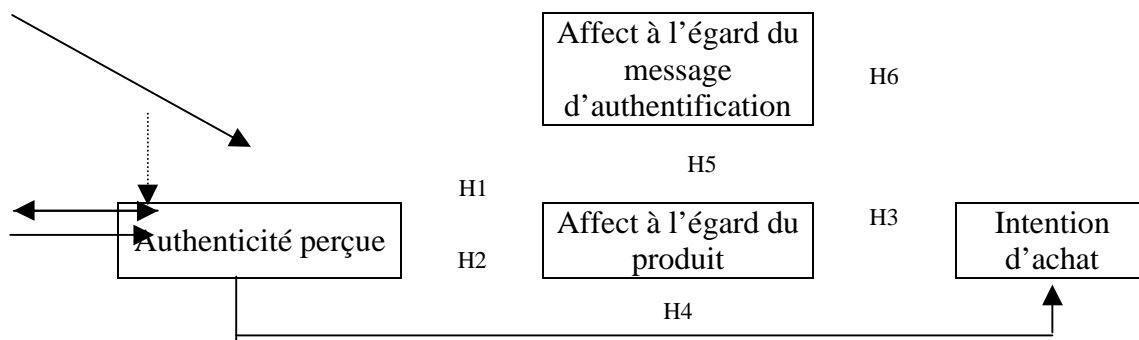 Affect à l’égard du
message
d’authentification
H6
H5
H1
Authenticité perçue
H2
Affect à l’égard du
produit
H3
Intention
d’achat
H4